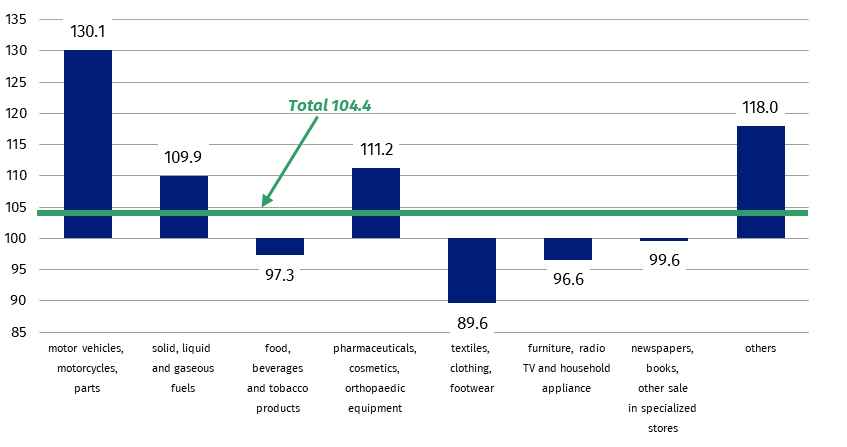 135
130
125
120
115
110
105
100
95
90
85
130.1
109.9
97.3
111.2
89.6
96.6
99.6
118.0
Total 104.4
motor vehicles,
motorcycles,
parts
solid, liquid
and gaseous
fuels
food,
beverages
and tobacco
products
pharmaceuticals,
cosmetics,
orthopaedic
equipment
textiles,
clothing,
footwear
furniture, radio
TV and household
appliance
newspapers,
books,
other sale
in specialized
stores
others